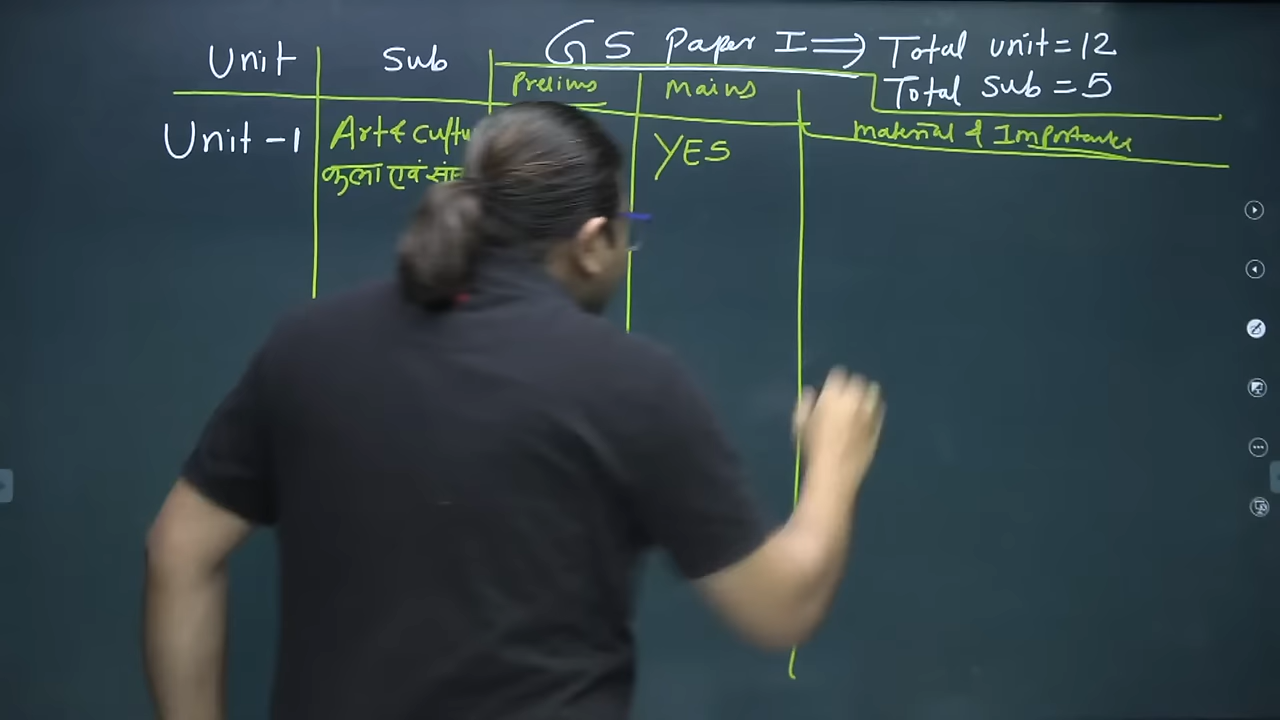 GS Paper I ⇒ Total unit = 12
Total Sub = 5
Unit Sub Prelims Mains Material & Importance
Unit - 1 Art & YES
कला एवं